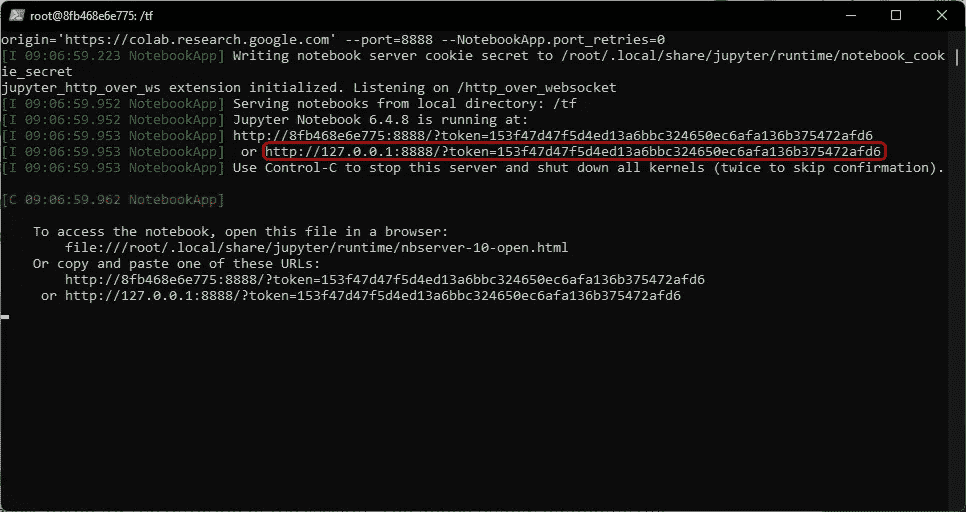 root@8fb468e6e775: /tf
origin='https://colab.research.google.com' --port=8888 --NotebookApp.port_retries=0
[I 09:06:59.223 NotebookApp] Writing notebook server cookie secret to /root/.local/share/jupyter/runtime/notebook_cook
ie_secret
jupyter_http_over_ws extension initialized. Listening on /http_over_websocket
[I 09:06:59.952 NotebookApp] Serving notebooks from local directory: /tf
[I 09:06:59.952 NotebookApp] Jupyter Notebook 6.4.8 is running at:
[I 09:06:59.953 NotebookApp] http://8fb468e6e775:8888/?token=153f47d47f5d4ed13a6bbc324650ec6afa136b375472afd6
[I 09:06:59.953 NotebookApp]  or http://127.0.0.1:8888/?token=153f47d47f5d4ed13a6bbc324650ec6afa136b375472afd6
[I 09:06:59.953 NotebookApp] Use Control-C to stop this server and shut down all kernels (twice to skip confirmation).
[C 09:06:59.962 NotebookApp]
To access the notebook, open this file in a browser:
file:///root/.local/share/jupyter/runtime/nbserver-10-open.html
Or copy and paste one of these URLs:
http://8fb468e6e775:8888/?token=153f47d47f5d4ed13a6bbc324650ec6afa136b375472afd6
or http://127.0.0.1:8888/?token=153f47d47f5d4ed13a6bbc324650ec6afa136b375472afd6